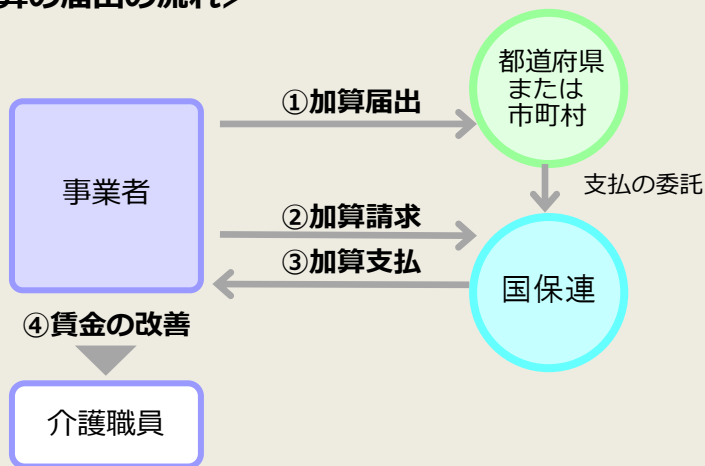 算の届出の流れ>
都道府県
または
市町村
①加算届出
事業者
支払の委託
②加算請求
③加算支払
国保連
④賃金の改善
介護職員